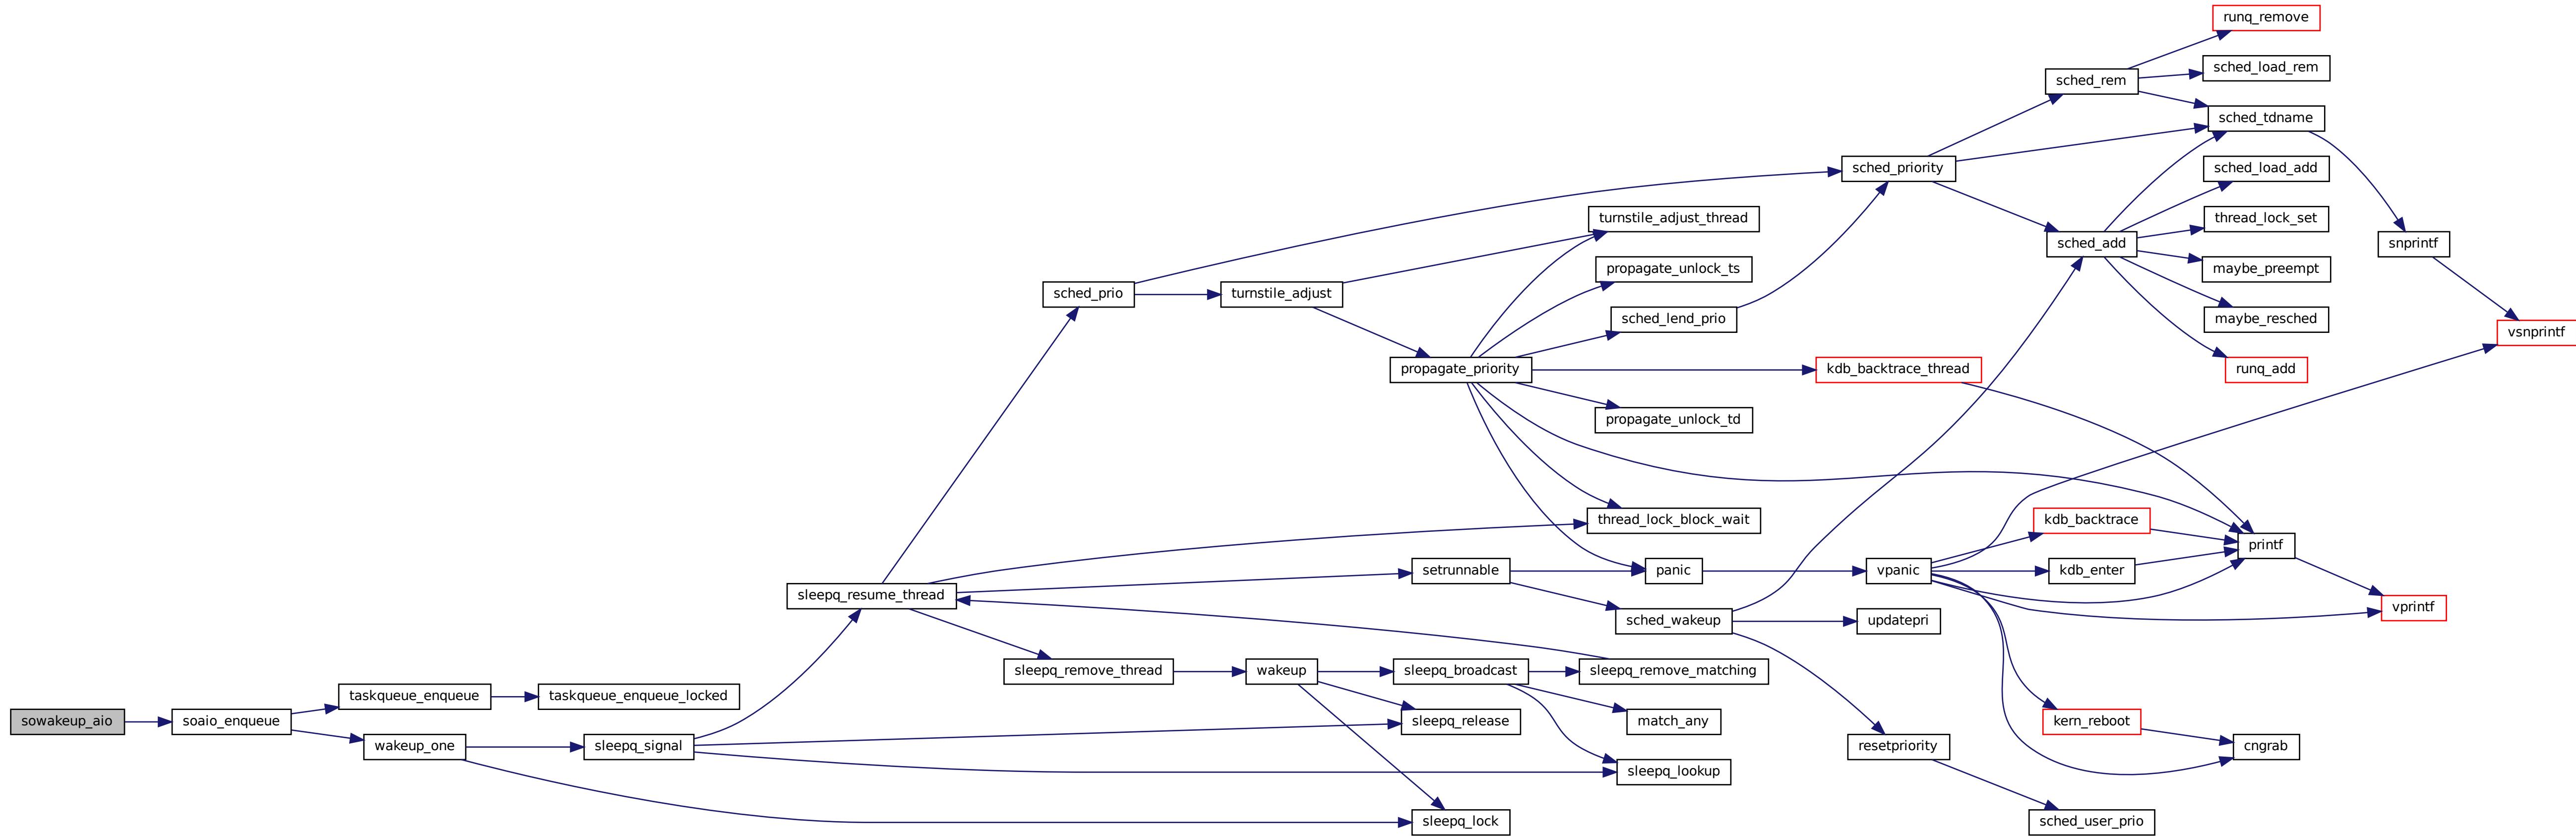 runq_remove
sched_load_rem
sched_rem
sched_tdname
sched_priority
sched_load_add
turnstile_adjust_thread
thread_lock_set
sched_add
snprintf
propagate_unlock_ts
maybe_preempt
sched_prio
turnstile_adjust
sched_lend_prio
maybe_resched
vsnprintf
propagate_priority
kdb_backtrace_thread
runq_add
propagate_unlock_td
thread_lock_block_wait
kdb_backtrace
printf
setrunnable
panic
vpanic
kdb_enter
sleepq_resume_thread
vprintf
sched_wakeup
updatepri
sleepq_remove_thread
wakeup
sleepq_broadcast
sleepq_remove_matching
taskqueue_enqueue
taskqueue_enqueue_locked
sowakeup_aio
soaio_enqueue
sleepq_release
match_any
kern_reboot
wakeup_one
sleepq_signal
resetpriority
cngrab
sleepq_lookup
sleepq_lock
sched_user_prio